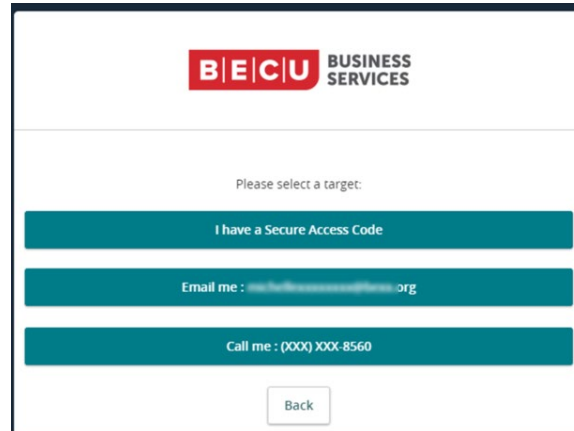 B|E|C|U BUSINESS
SERVICES
Please select a target:
I have a Secure Access Code
Email me : .org
Call me : (XXX) XXX-8560
Back